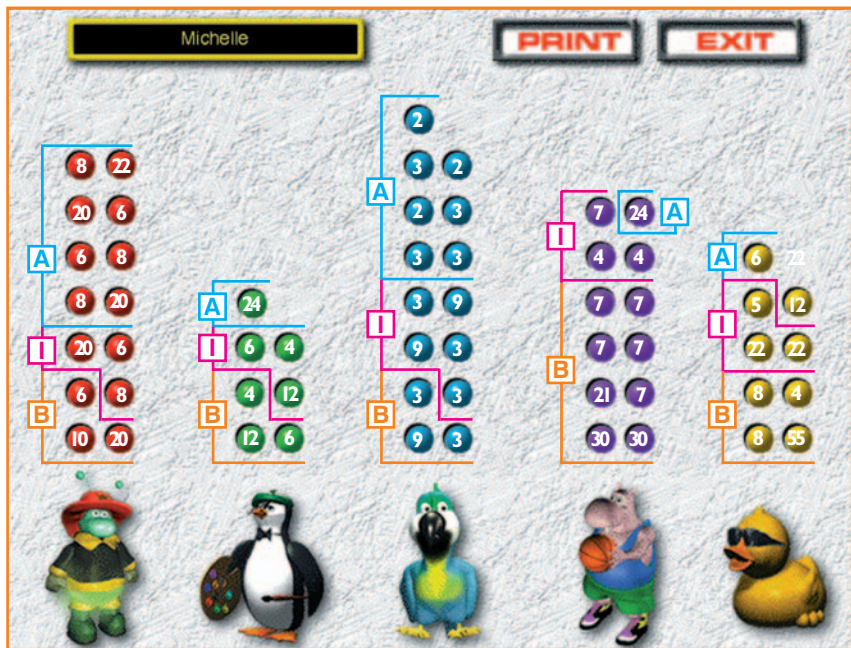 Michelle PRINT EXIT
2
8 22 A 3 2
20 6 2 3 I 7 24 A
A 6 8 3 3 4 4 A 6 22
8 20 A 24 I 3 9 7 7 I 5 12
I 20 6 I 6 4 9 3 B 7 7 22 22
B 6 8 B 4 12 B 3 3 21 7 B 8 4
10 20 12 6 9 3 30 30 8 55